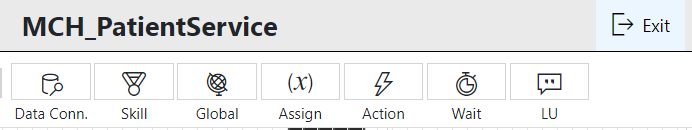 MCH_PatientService
Exit
(x)
Data Conn.
Skill
Global
Assign
Action
Wait
LU